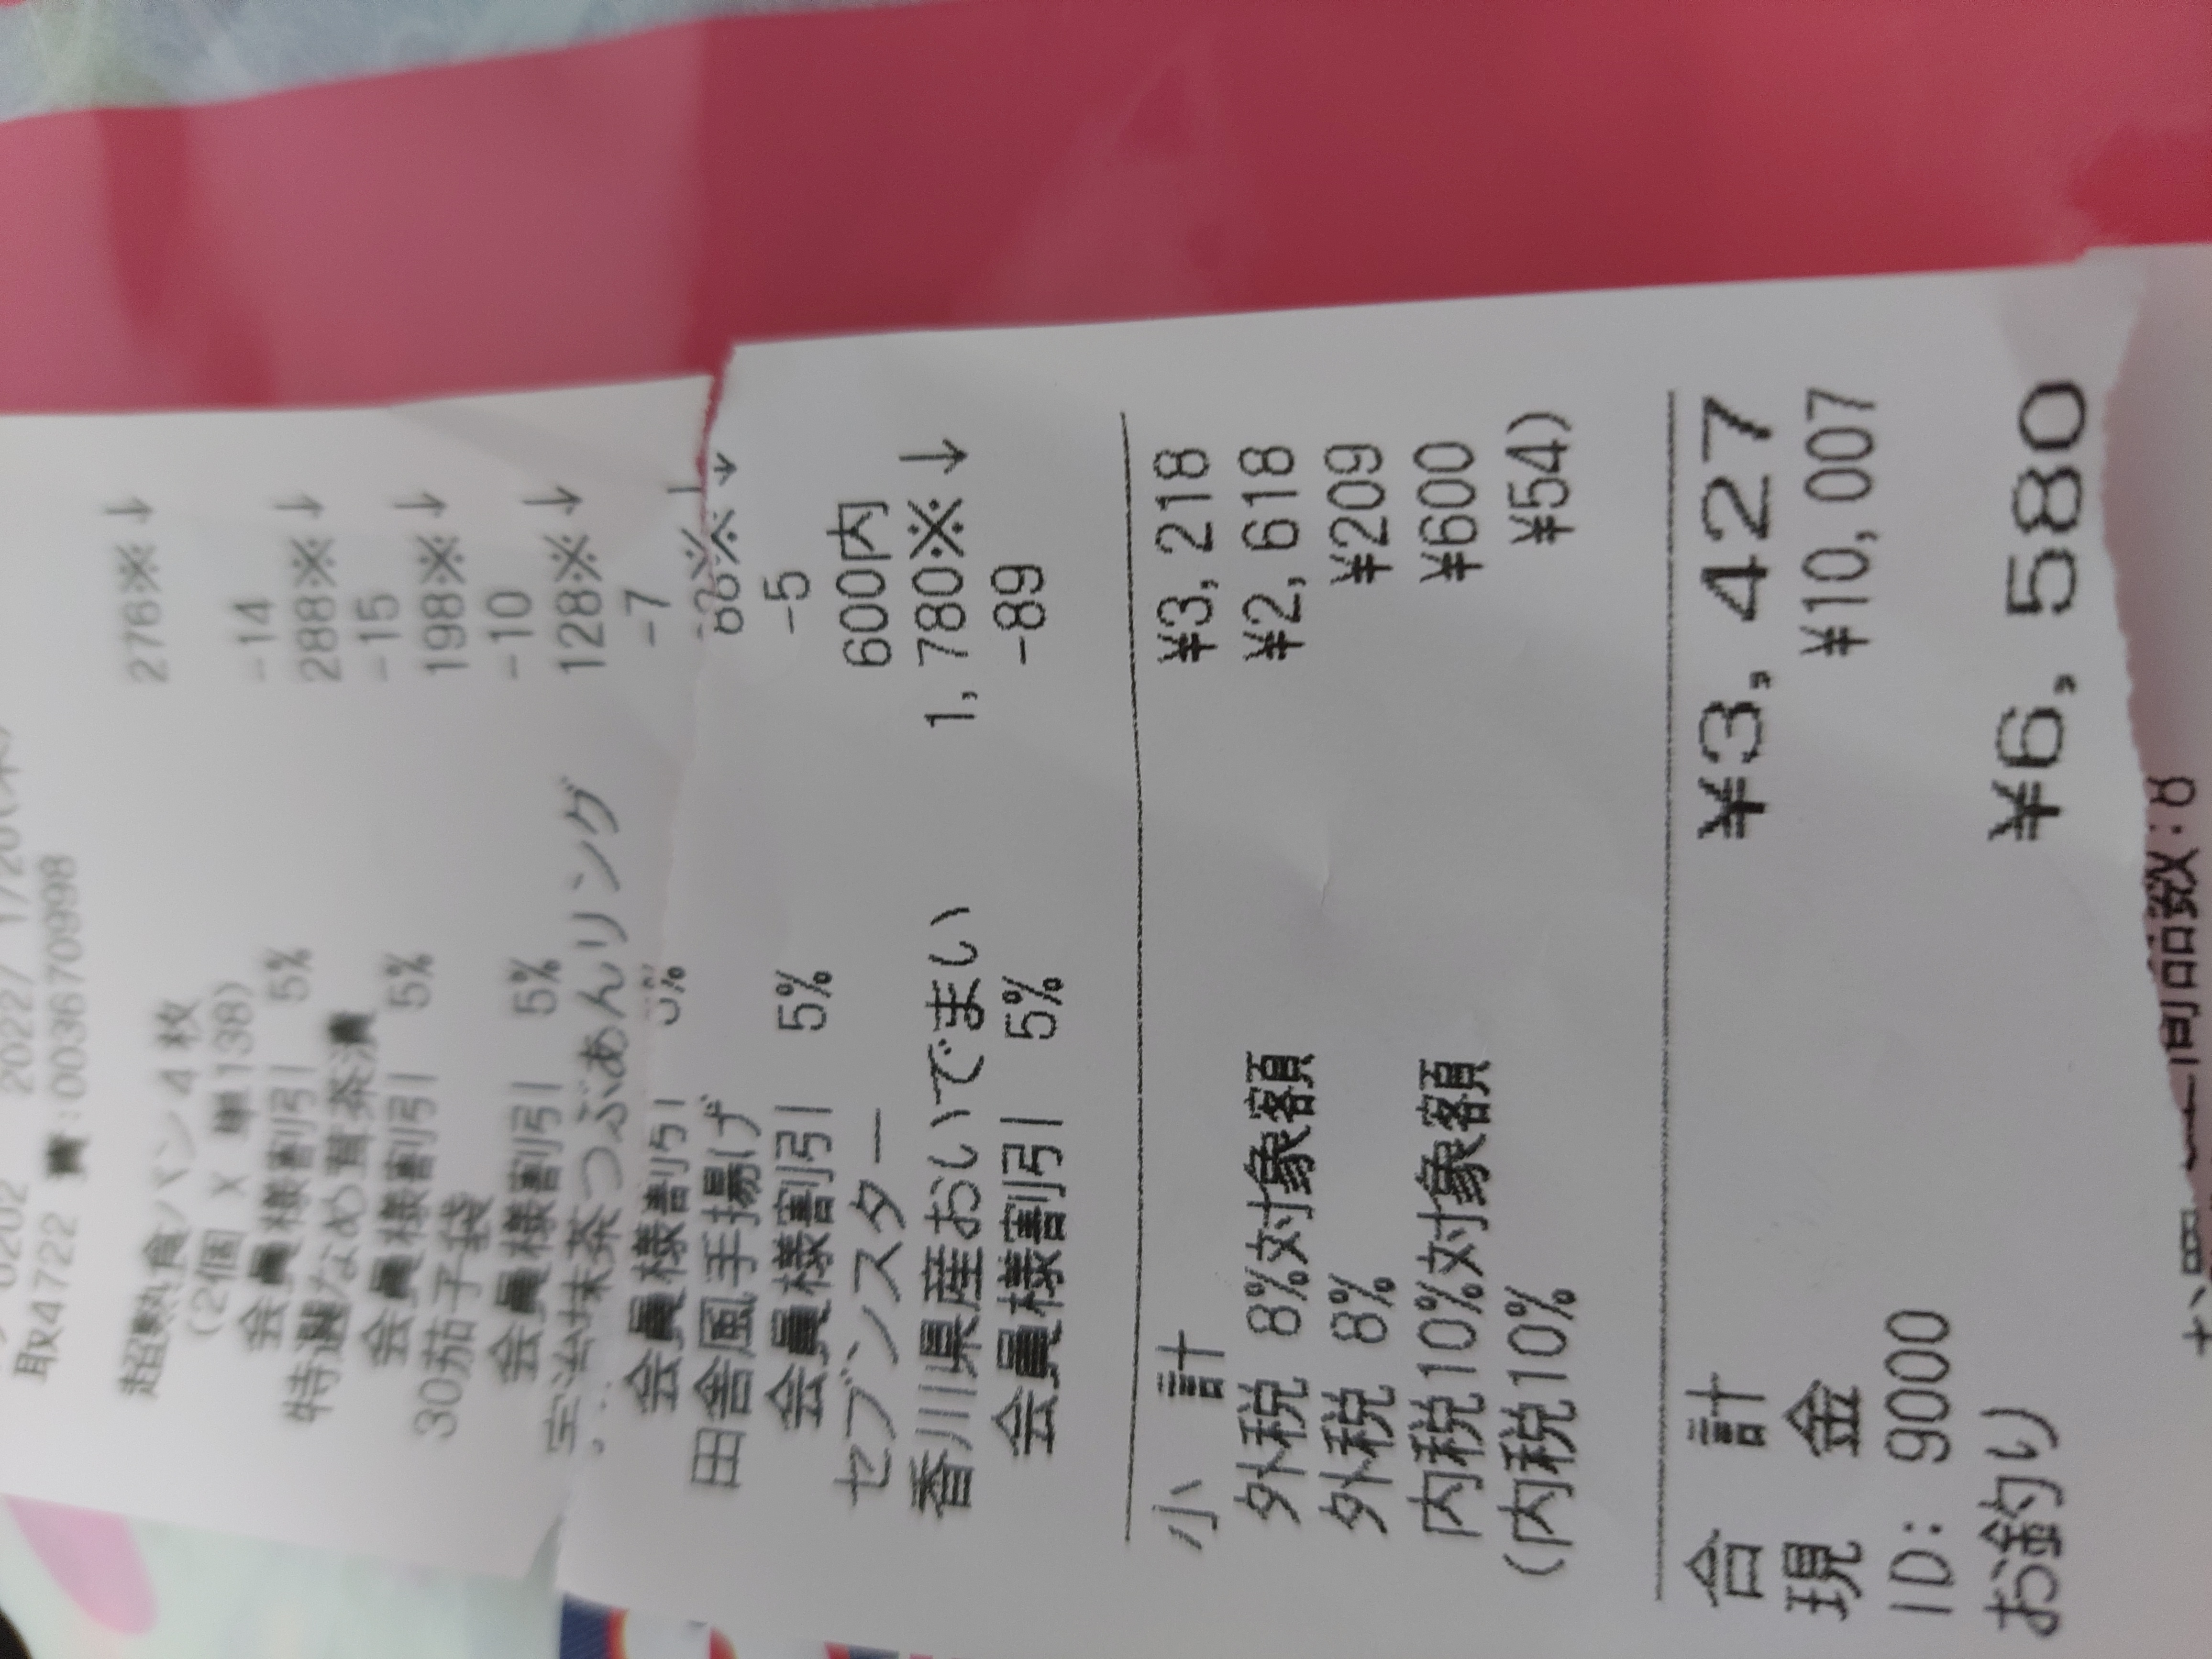 取4722 責:003670998
超熟食パン4枚 276※↓
(2個 X 単138)
会員様割引 5% -14
特選なめ茸茶漬 288※↓
会員様割引 5% -15
30茄子袋 198※↓
会員様割引 5% -10
宇治抹茶つぶあんリング 128※↓
会員様割引 5% -7
田舎風手揚げ
会員様割引 5% -5
セブンスター 600内
香川県産おいでまい 1,780※↓
会員様割引 5% -89
小 計 ¥3,218
外税 8%対象額 ¥2,618
外税 8% ¥209
内税10%対象額 ¥600
(内税10% ¥54)
合 計 ¥3,427
現 金 ¥10,007
ID: 9000
お釣り ¥6,580